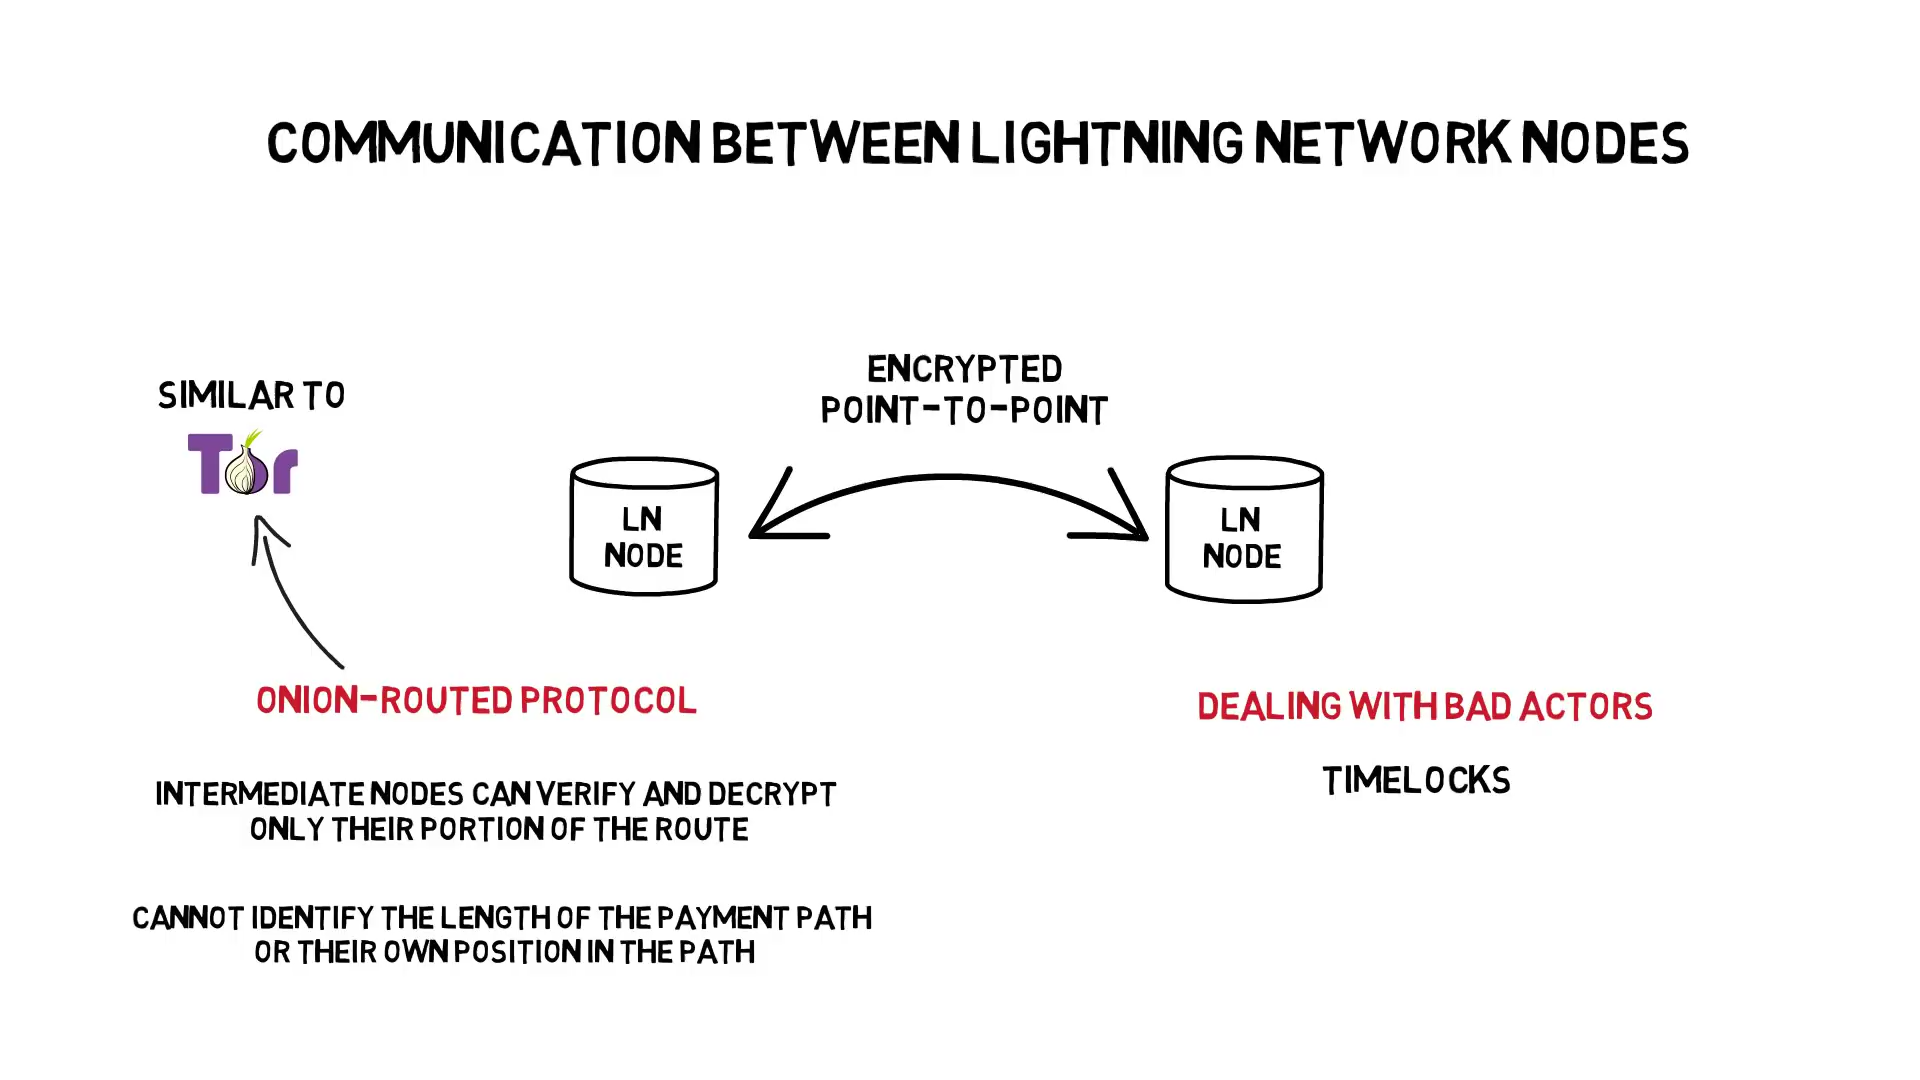 COMMUNICATION BETWEEN LIGHTNING NETWORK NODES
ENCRYPTED
POINT-TO-POINT
SIMILAR TO
Tor
LN
NODE
LN
NODE
ONION-ROUTED PROTOCOL
INTERMEDIATE NODES CAN VERIFY AND DECRYPT
ONLY THEIR PORTION OF THE ROUTE
CANNOT IDENTIFY THE LENGTH OF THE PAYMENT PATH
OR THEIR OWN POSITION IN THE PATH
DEALING WITH BAD ACTORS
TIMELOCKS